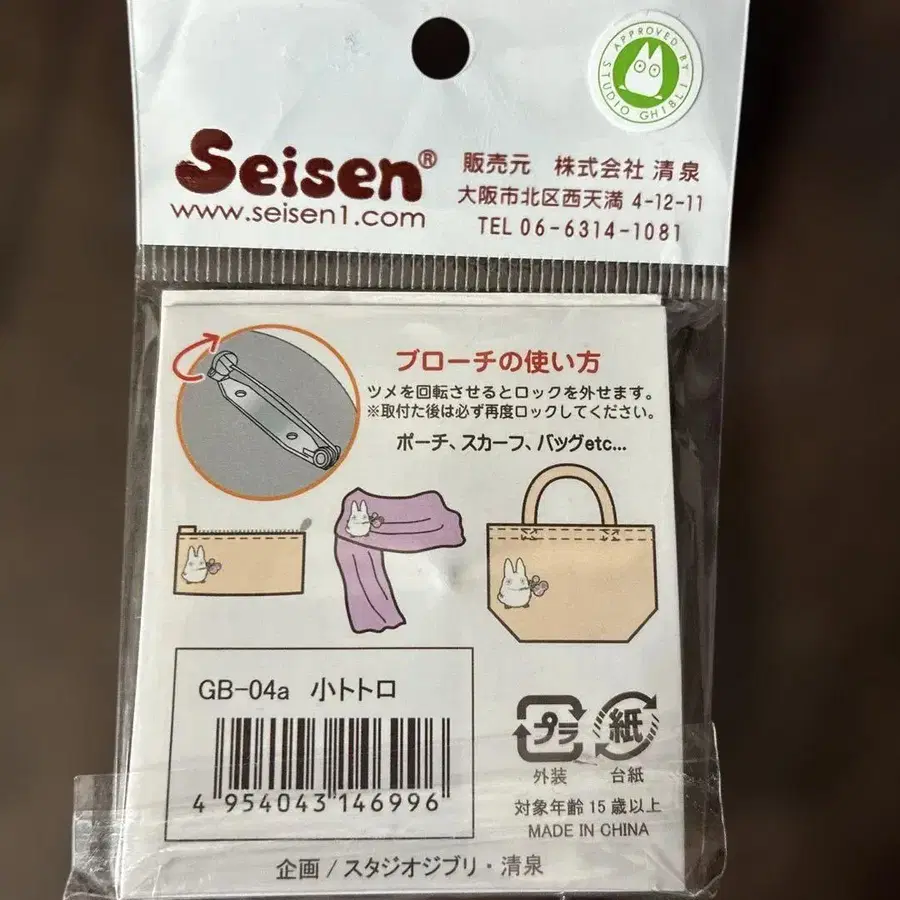 APPROVED BY STUDIO GHIBLI
Seisen®
www.seisen1.com
販売元 株式会社 清泉
大阪市北区西天満 4-12-11
TEL 06-6314-1081
ブローチの使い方
ツメを回転させるとロックを外せます。
※取付た後は必ず再度ロックしてください。
ポーチ、スカーフ、バッグetc...
GB-04a 小トトロ
4 954043 146996
プラ
外装
紙
台紙
対象年齢 15 歳以上
MADE IN CHINA
企画 / スタジオジブリ・清泉